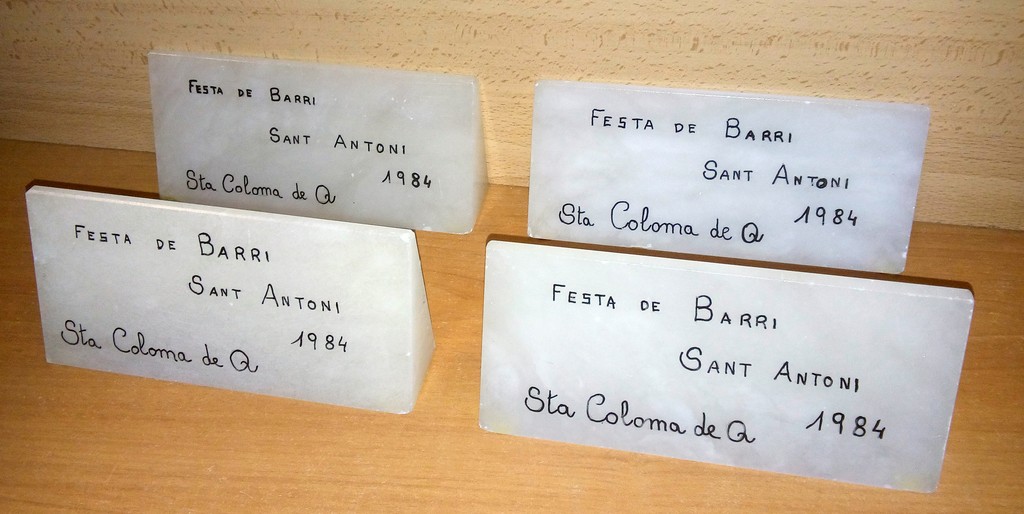 Festa de Barri
Sant Antoni
1984
Sta Coloma de Q
Festa de Barri
Sant Antoni
1984
Sta Coloma de Q
Festa de Barri
Sant Antoni
1984
Sta Coloma de Q
Festa de Barri
Sant Antoni
1984
Sta Coloma de Q